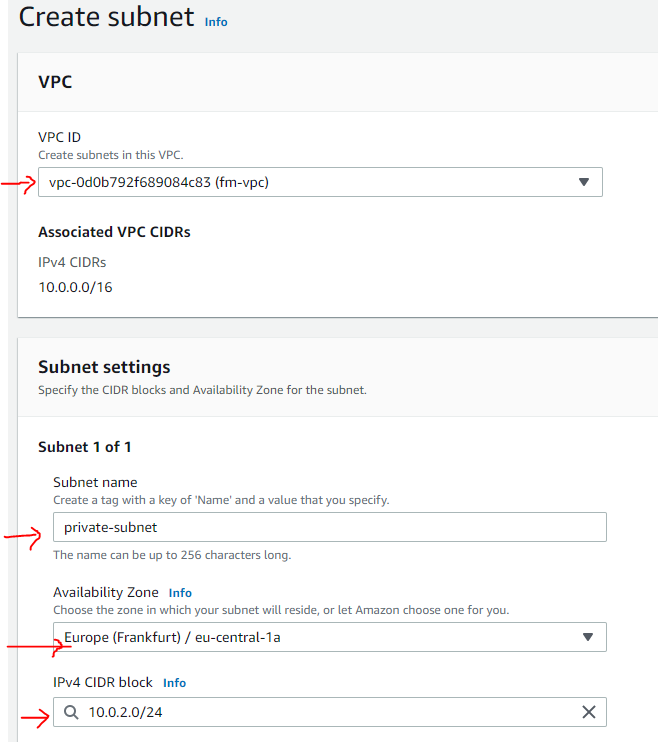 Create subnet Info
VPC
VPC ID
Create subnets in this VPC.
vpc-0d0b792f689084c83 (fm-vpc)
Associated VPC CIDRs
IPv4 CIDRs
10.0.0.0/16
Subnet settings
Specify the CIDR blocks and Availability Zone for the subnet.
Subnet 1 of 1
Subnet name
Create a tag with a key of 'Name' and a value that you specify.
private-subnet
The name can be up to 256 characters long.
Availability Zone Info
Choose the zone in which your subnet will reside, or let Amazon choose one for you.
Europe (Frankfurt) / eu-central-1a
IPv4 CIDR block Info
10.0.2.0/24